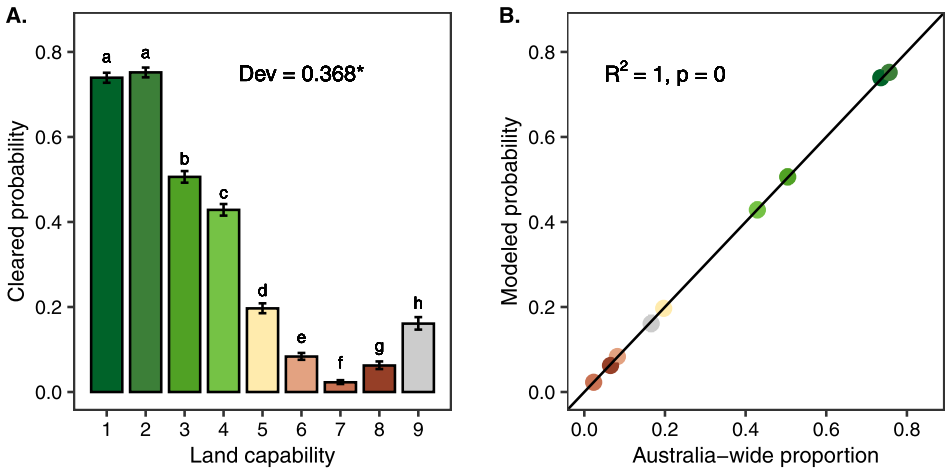 A.
Dev = 0.368*
a
a
b
c
d
e
f
g
h
0.8
0.6
0.4
0.2
0.0
Cleared probability
1 2 3 4 5 6 7 8 9
Land capability
B.
R² = 1, p = 0
0.8
0.6
0.4
0.2
0.0
Modeled probability
0.0 0.2 0.4 0.6 0.8
Australia−wide proportion